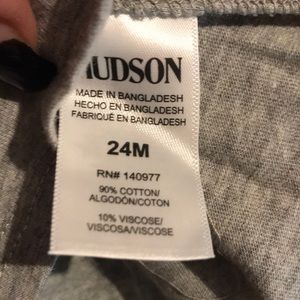 HUDSON
MADE IN BANGLADESH
HECHO EN BANGLADESH
FABRIQUÉ EN BANGLADESH
24M
RN# 140977
90% COTTON/
ALGODÓN/COTON
10% VISCOSE/
VISCOSA/VISCOSE